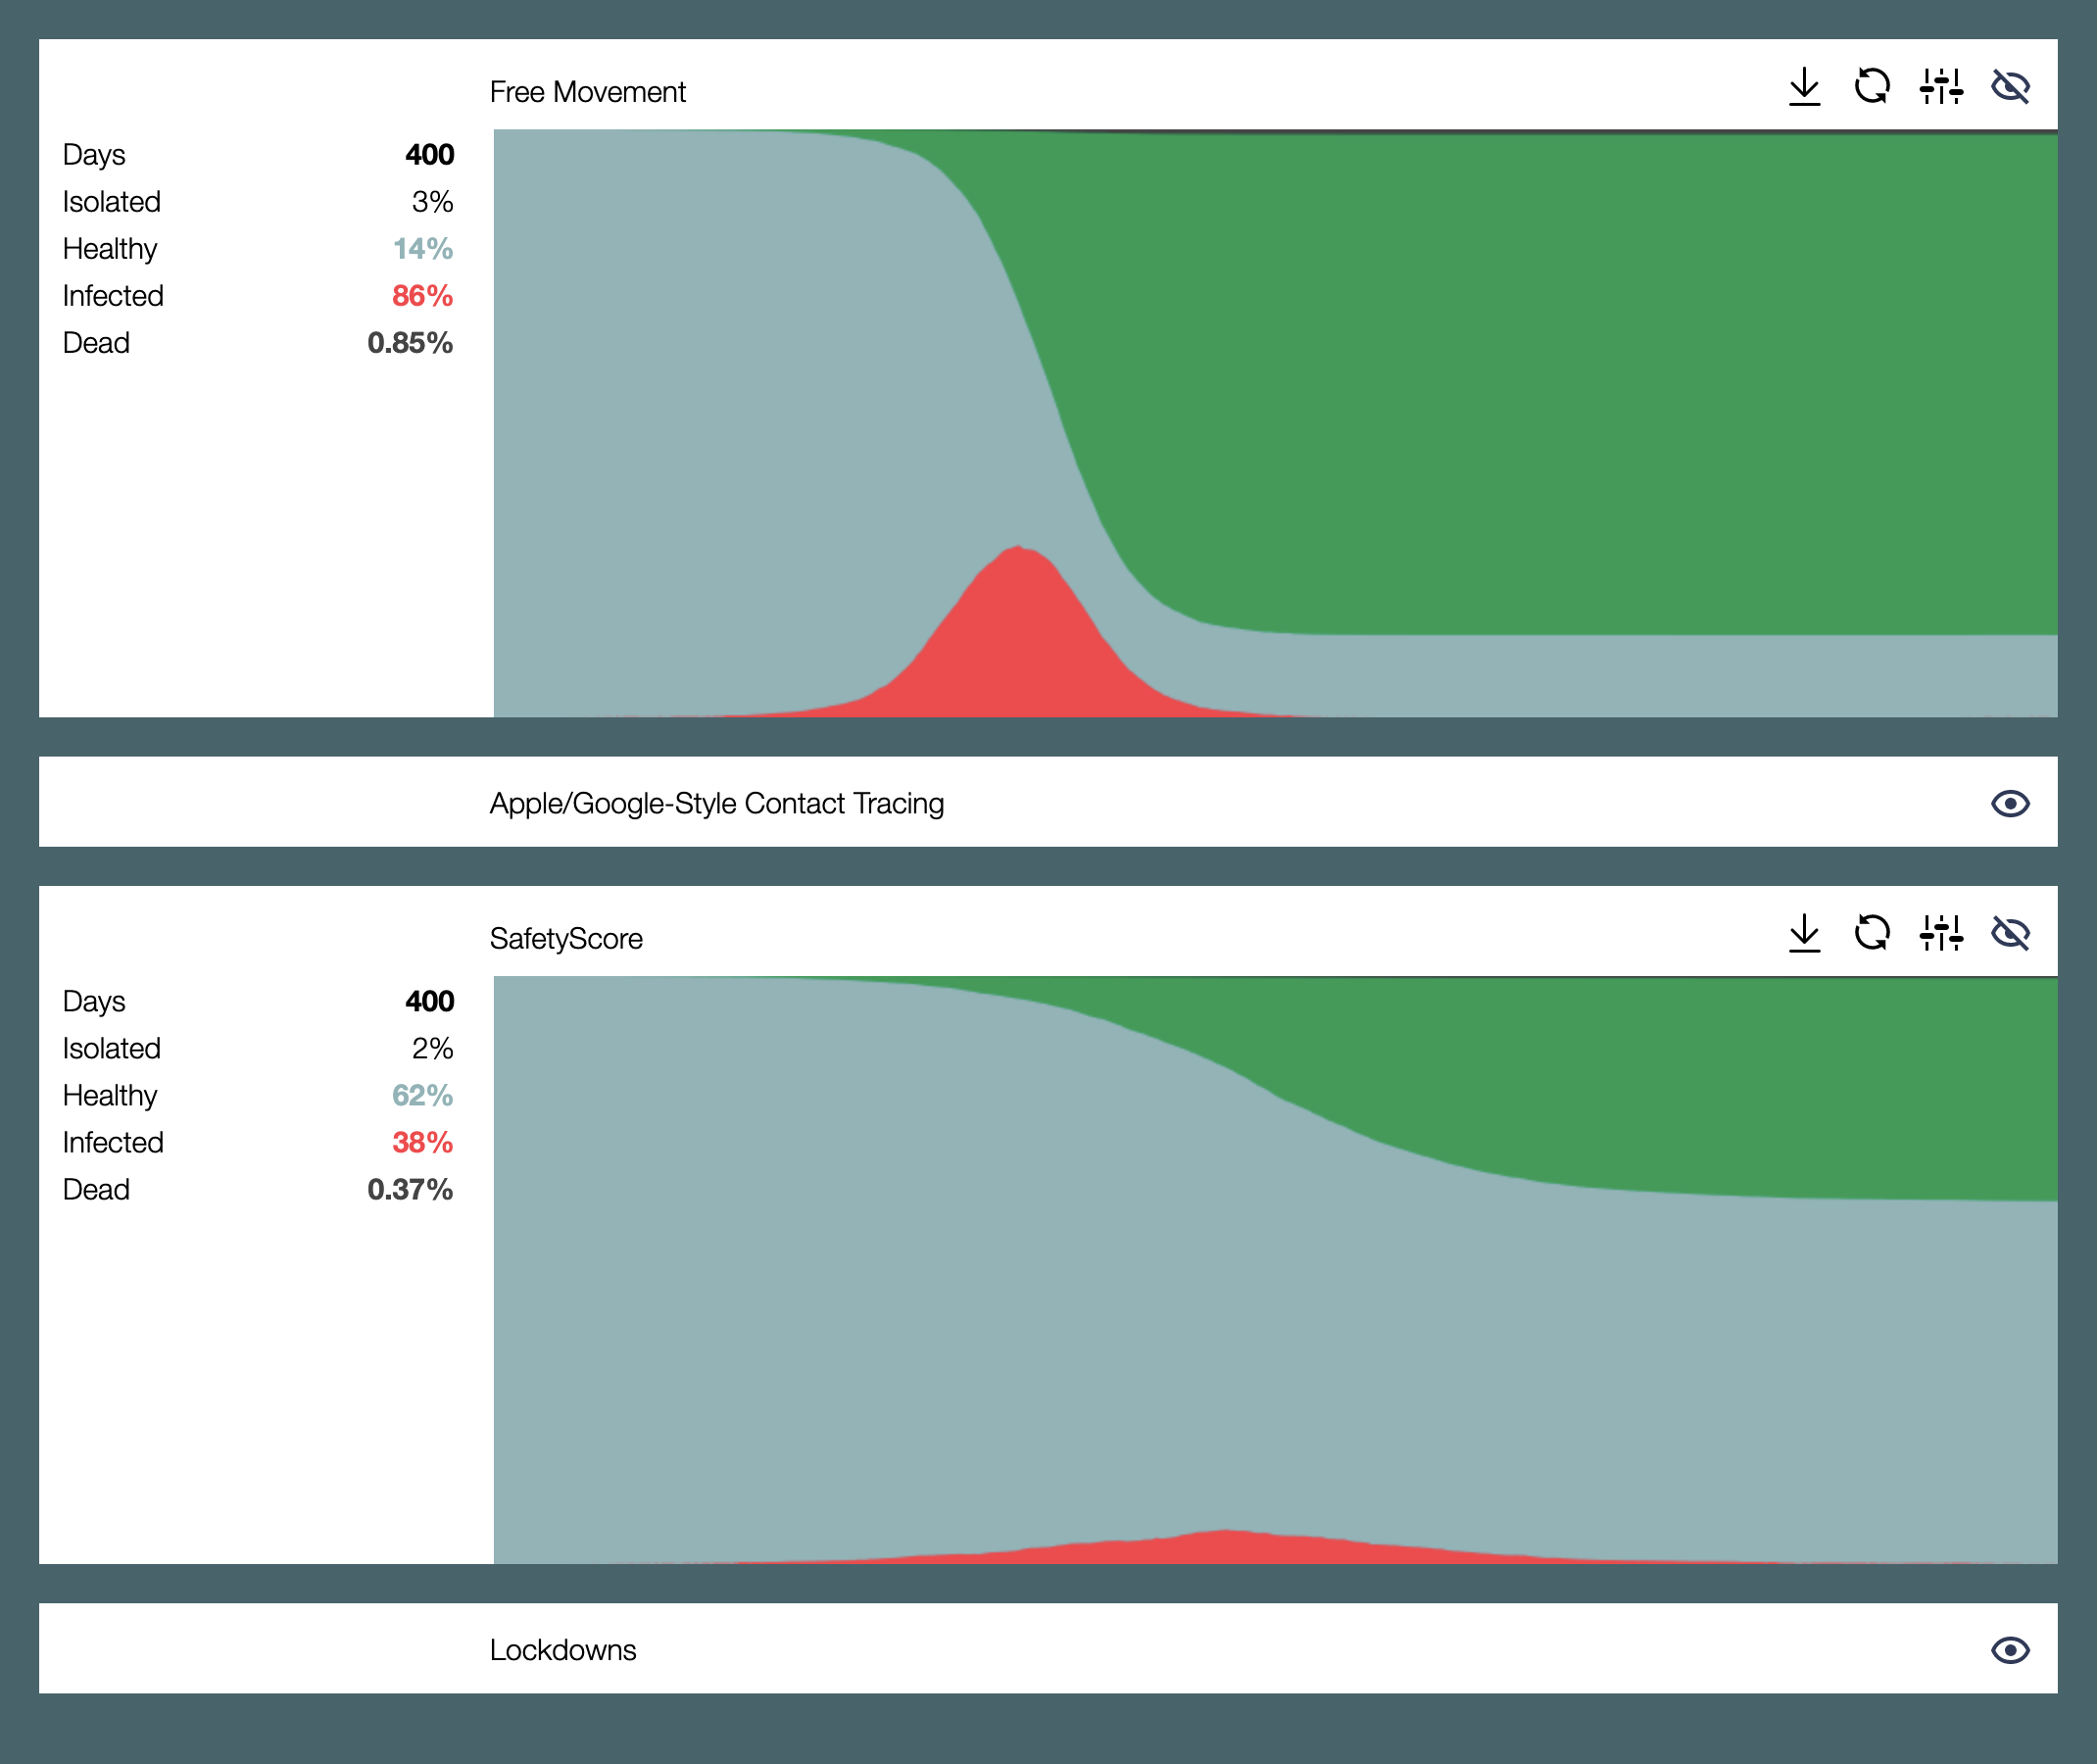 Free Movement
Days 400
Isolated 3%
Healthy 14%
Infected 86%
Dead 0.85%
Apple/Google-Style Contact Tracing
SafetyScore
Days 400
Isolated 2%
Healthy 62%
Infected 38%
Dead 0.37%
Lockdowns